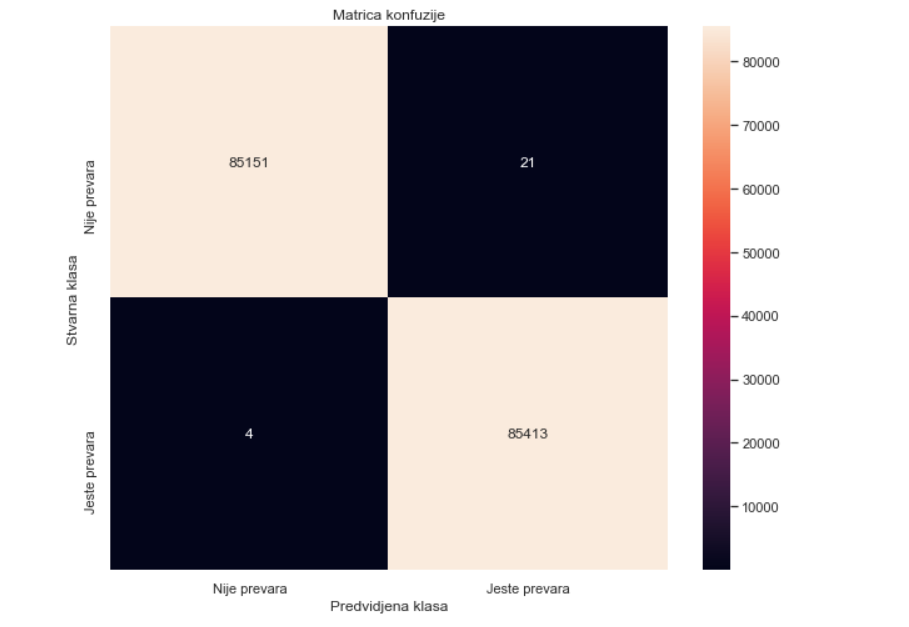 Matrica konfuzije
Stvarna klasa
Nije prevara
Jeste prevara
85151
21
4
85413
Nije prevara
Jeste prevara
Predvidjena klasa
80000
70000
60000
50000
40000
30000
20000
10000